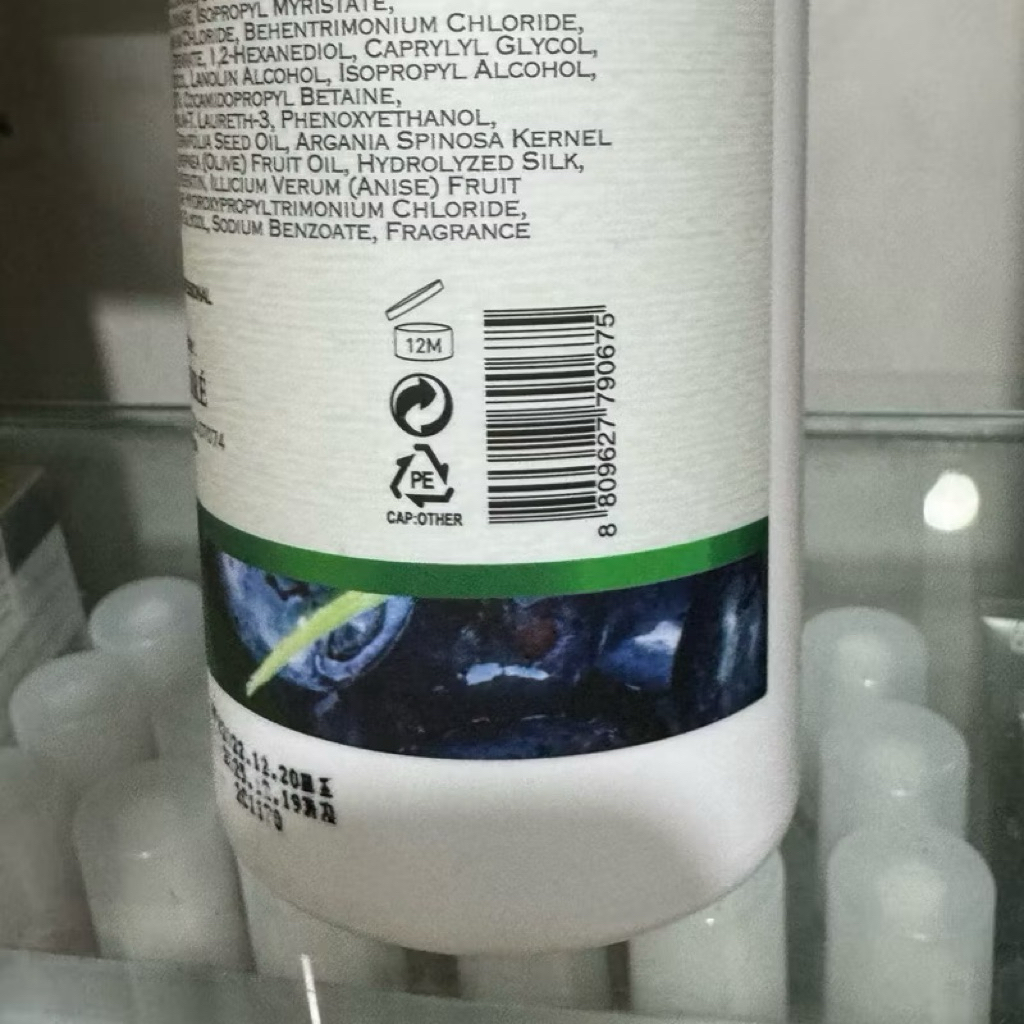 ISOPROPYL MYRISTATE,
CHLORIDE, BEHENTRIMONIUM CHLORIDE,
1,2-HEXANEDIOL, CAPRYLYL GLYCOL,
LANOLIN ALCOHOL, ISOPROPYL ALCOHOL,
COCAMIDOPROPYL BETAINE,
LAURETH-3, PHENOXYETHANOL,
SEED OIL, ARGANIA SPINOSA KERNEL
(OLIVE) FRUIT OIL, HYDROLYZED SILK,
ILLICIUM VERUM (ANISE) FRUIT
HYDROXYPROPYLTRIMONIUM CHLORIDE,
SODIUM BENZOATE, FRAGRANCE
12M
PE
CAP:OTHER
8 809627 790675